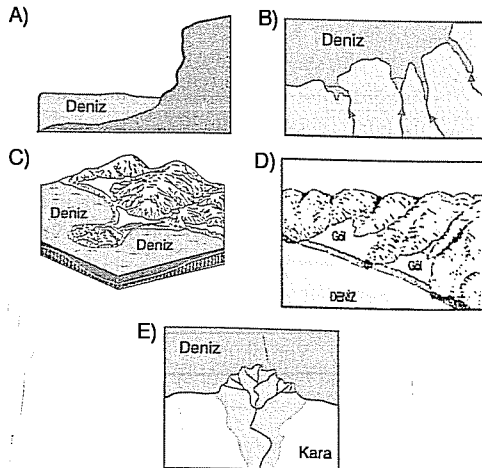 A)
Deniz
B)
Deniz
C)
Deniz
Deniz
D)
Göl
Göl
DENİZ
E)
Deniz
Kara